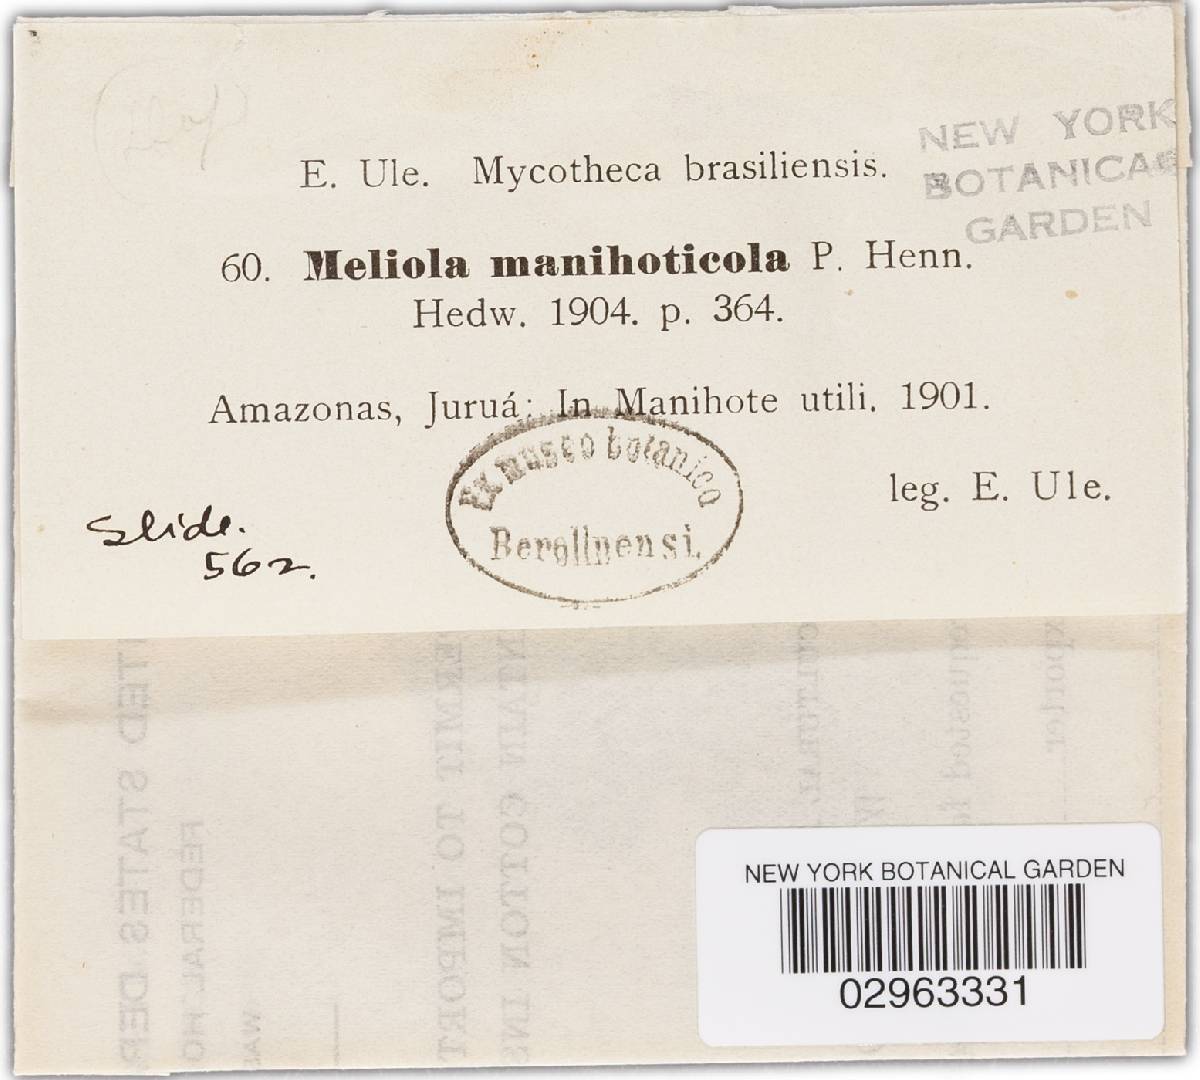 E. Ule. Mycotheca brasiliensis.
NEW YORK
BOTANICAL
GARDEN
60. Meliola manihoticola P. Henn.
Hedw. 1904. p. 364.
Amazonas, Juruá: In Manihote utili. 1901.
Ex museo botanico
Berolinensi.
leg. E. Ule.
Slide.
562.
NEW YORK BOTANICAL GARDEN
02963331